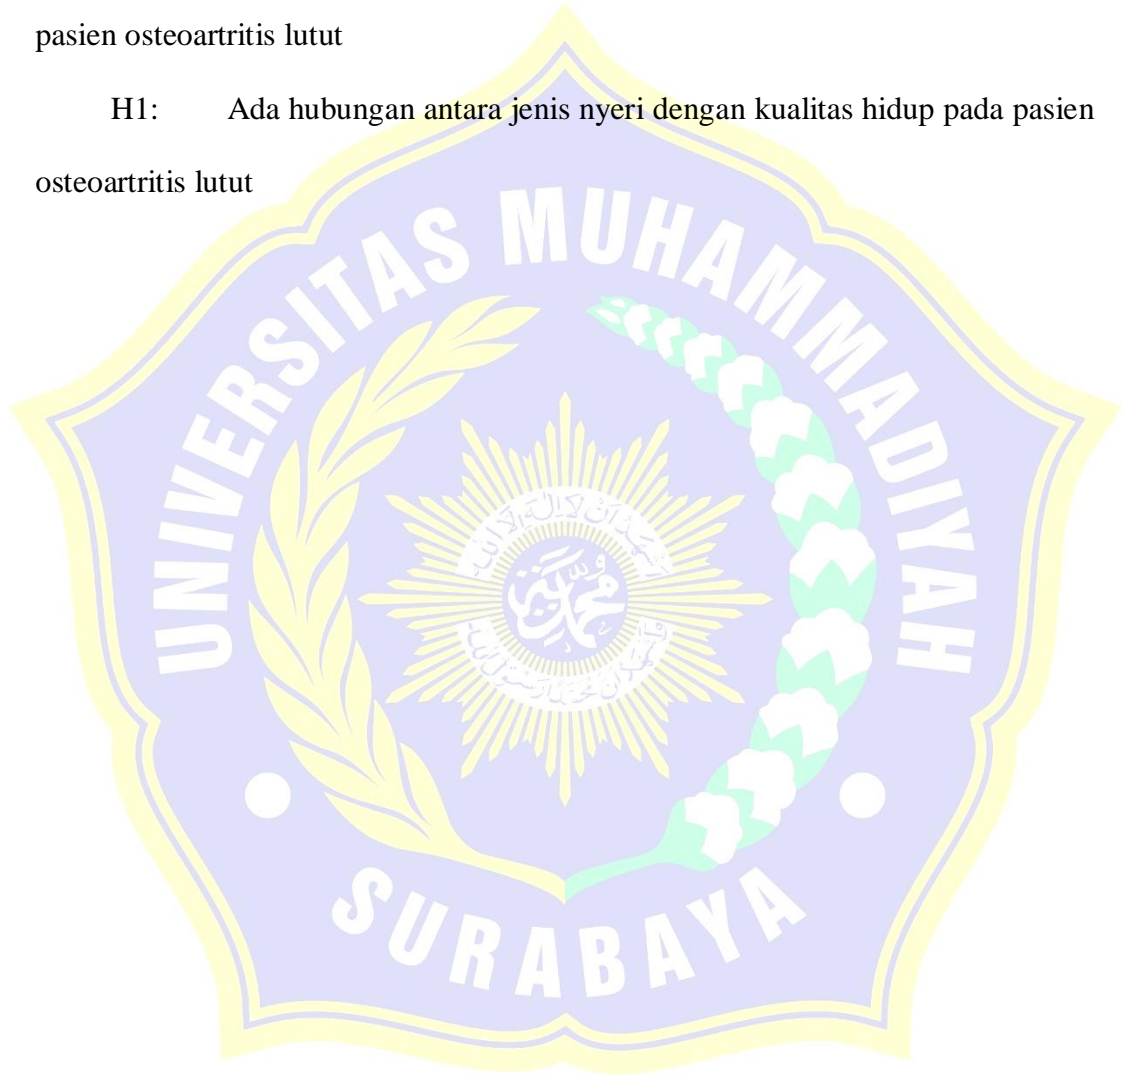 pasien osteoartritis lutut
H1: Ada hubungan antara jenis nyeri dengan kualitas hidup pada pasien
osteoartritis lutut
UNIVERSITAS MUHAMMADIYAH
محمد
SURABAYA